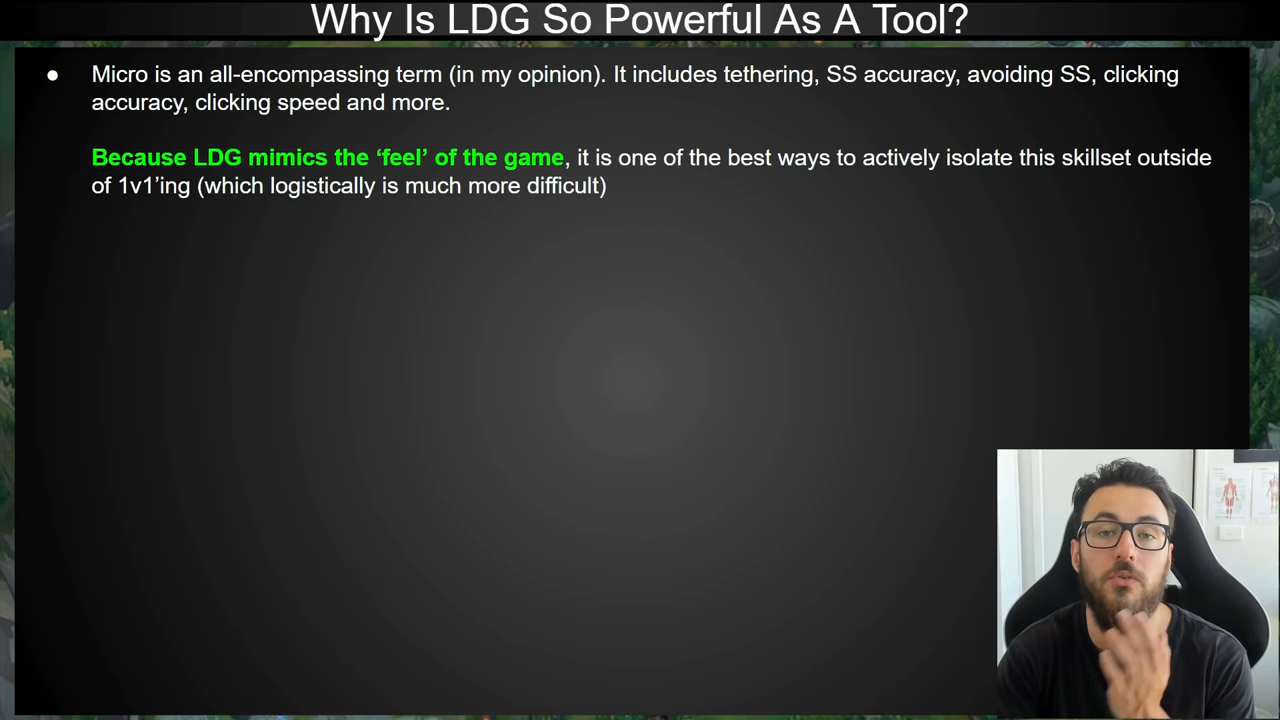 Why Is LDG So Powerful As A Tool?
● Micro is an all-encompassing term (in my opinion). It includes tethering, SS accuracy, avoiding SS, clicking
accuracy, clicking speed and more.
Because LDG mimics the ‘feel’ of the game, it is one of the best ways to actively isolate this skillset outside
of 1v1’ing (which logistically is much more difficult)